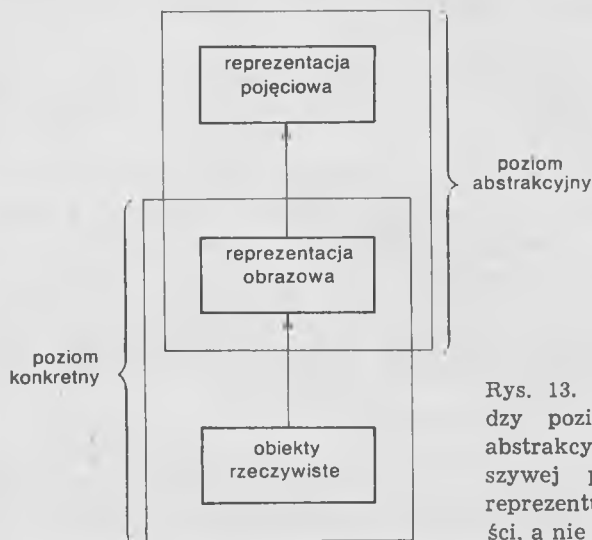 reprezentacja
pojęciowa
poziom
abstrakcyjny
reprezentacja
obrazowa
poziom
konkretny
obiekty
rzeczywiste
Rys. 13.
dzy pozi
abstrakcy
szywej p
reprezentu
ści, a nie